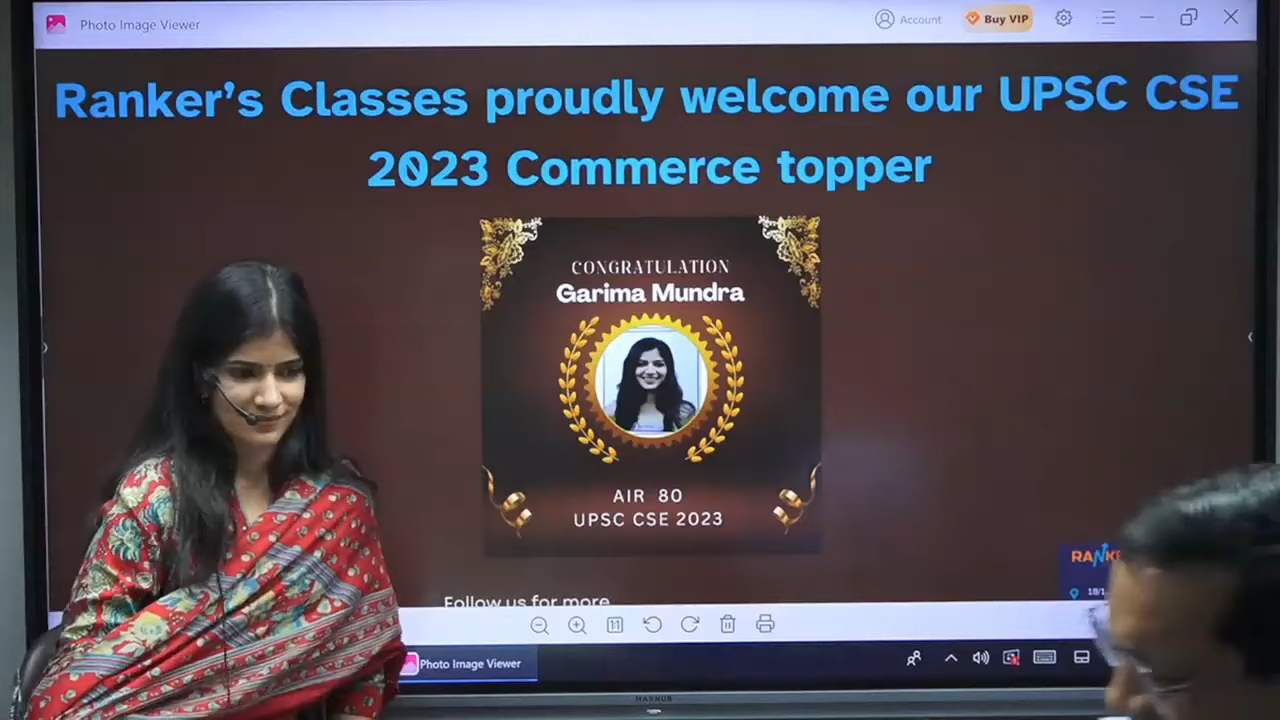 Photo Image Viewer
Account
Buy VIP
Ranker's Classes proudly welcome our UPSC CSE
2023 Commerce topper
CONGRATULATION
Garima Mundra
AIR 80
UPSC CSE 2023
Follow us for more
Photo Image Viewer